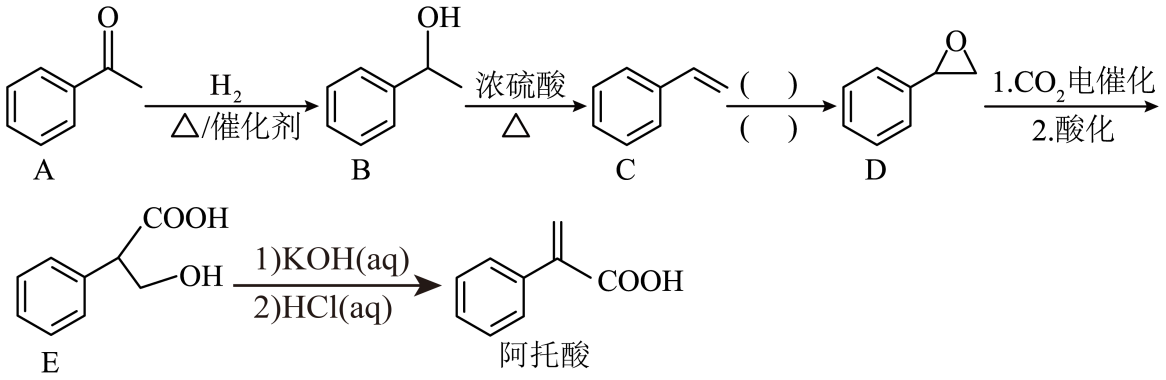 O OH O
H₂ 浓硫酸 ( ) 1.CO₂电催化
△/催化剂 △ ( ) 2.酸化
A B C D
COOH
OH 1)KOH(aq) COOH
2)HCl(aq)
E 阿托酸